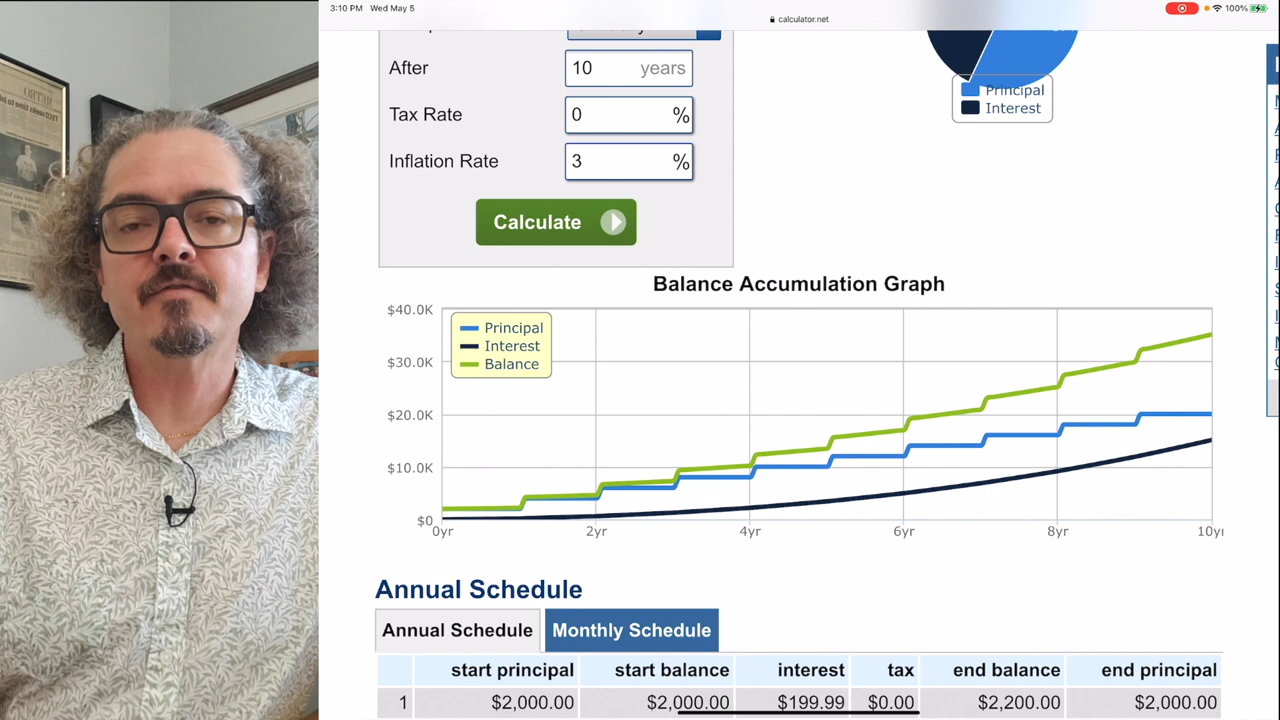 3:10 PM Wed May 5
100%
calculator.net
After 10 years
Tax Rate 0 %
Inflation Rate 3 %
Calculate
Principal
Interest
Balance Accumulation Graph
$40.0K
$30.0K
$20.0K
$10.0K
$0
Principal
Interest
Balance
0yr 2yr 4yr 6yr 8yr
Annual Schedule
Annual Schedule Monthly Schedule
start principal start balance interest tax end balance end principal
1 $2,000.00 $2,000.00 $199.99 $0.00 $2,200.00 $2,000.00
METRO